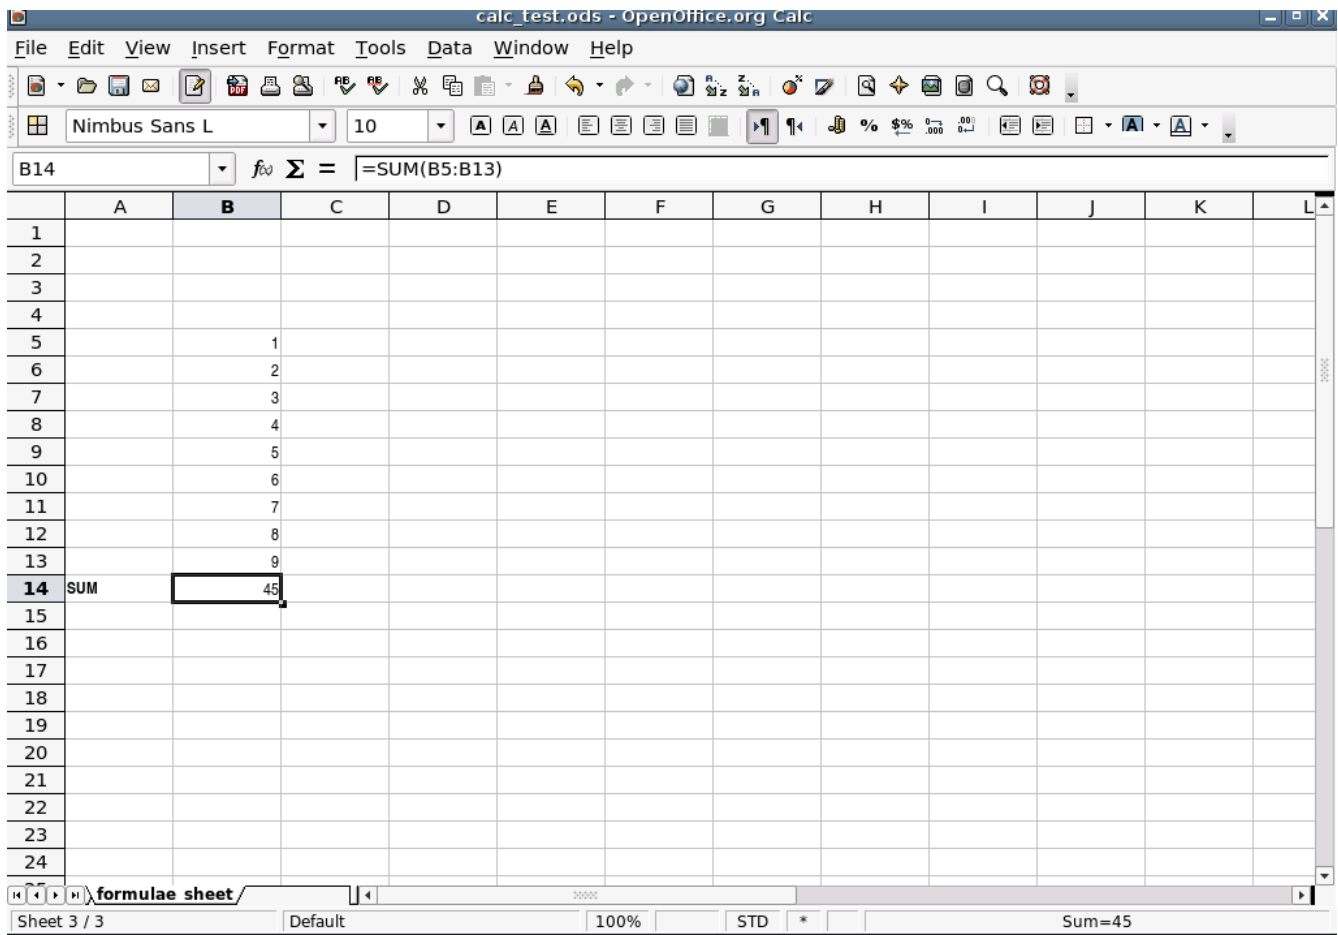 calc_test.ods - OpenOffice.org Calc
File Edit View Insert Format Tools Data Window Help
Nimbus Sans L 10
B14 f(x) Σ = =SUM(B5:B13)
A B C D E F G H I J K L
1
2
3
4
5 1
6 2
7 3
8 4
9 5
10 6
11 7
12 8
13 9
14 SUM 45
15
16
17
18
19
20
21
22
23
24
formulae sheet
Sheet 3 / 3 Default 100% STD * Sum=45